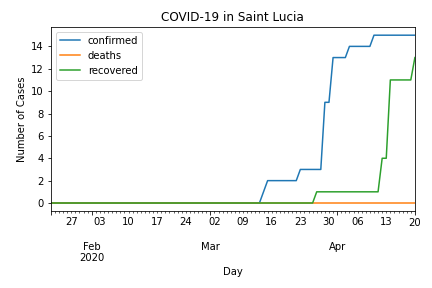 COVID-19 in Saint Lucia
confirmed
deaths
recovered
Number of Cases
14
12
10
8
6
4
2
0
27 03 10 17 24 02 09 16 23 30 06 13 20
Feb Mar Apr
2020
Day